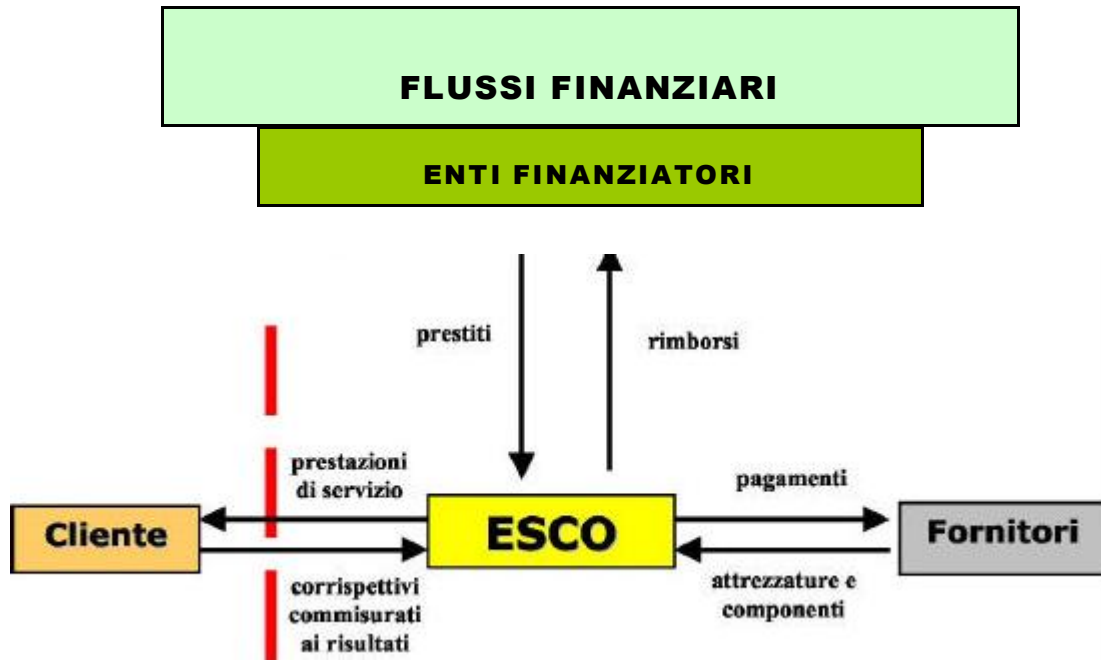 FLUSSI FINANZIARI
ENTI FINANZIATORI
prestiti
rimborsi
prestazioni
di servizio
pagamenti
Cliente
ESCO
Fornitori
corrispettivi
commisurati
ai risultati
attrezzature e
componenti